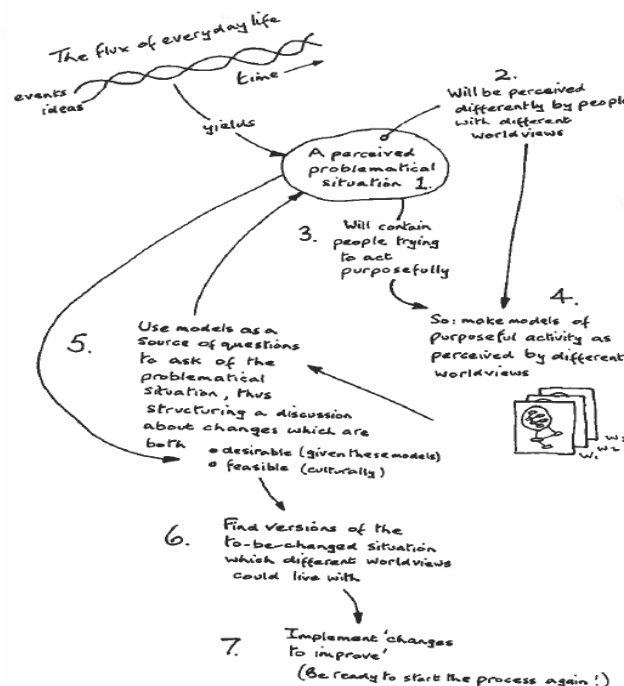 The flux of everyday life
events
ideas
time
yields
2.
Will be perceived
differently by people
with different
worldviews
A perceived
problematical
situation 1.
3.
Will contain
people trying
to act
purposefully
4.
So: make models of
purposeful activity as
perceived by different
worldviews
W1
W2
5.
Use models as a
source of questions
to ask of the
problematical
situation, thus
structuring a discussion
about changes which are
both
• desirable (given these models)
• feasible (culturally)
6.
Find versions of the
to-be-changed situation
which different worldviews
could live with
7.
Implement 'changes
to improve'
(Be ready to start the process again!)